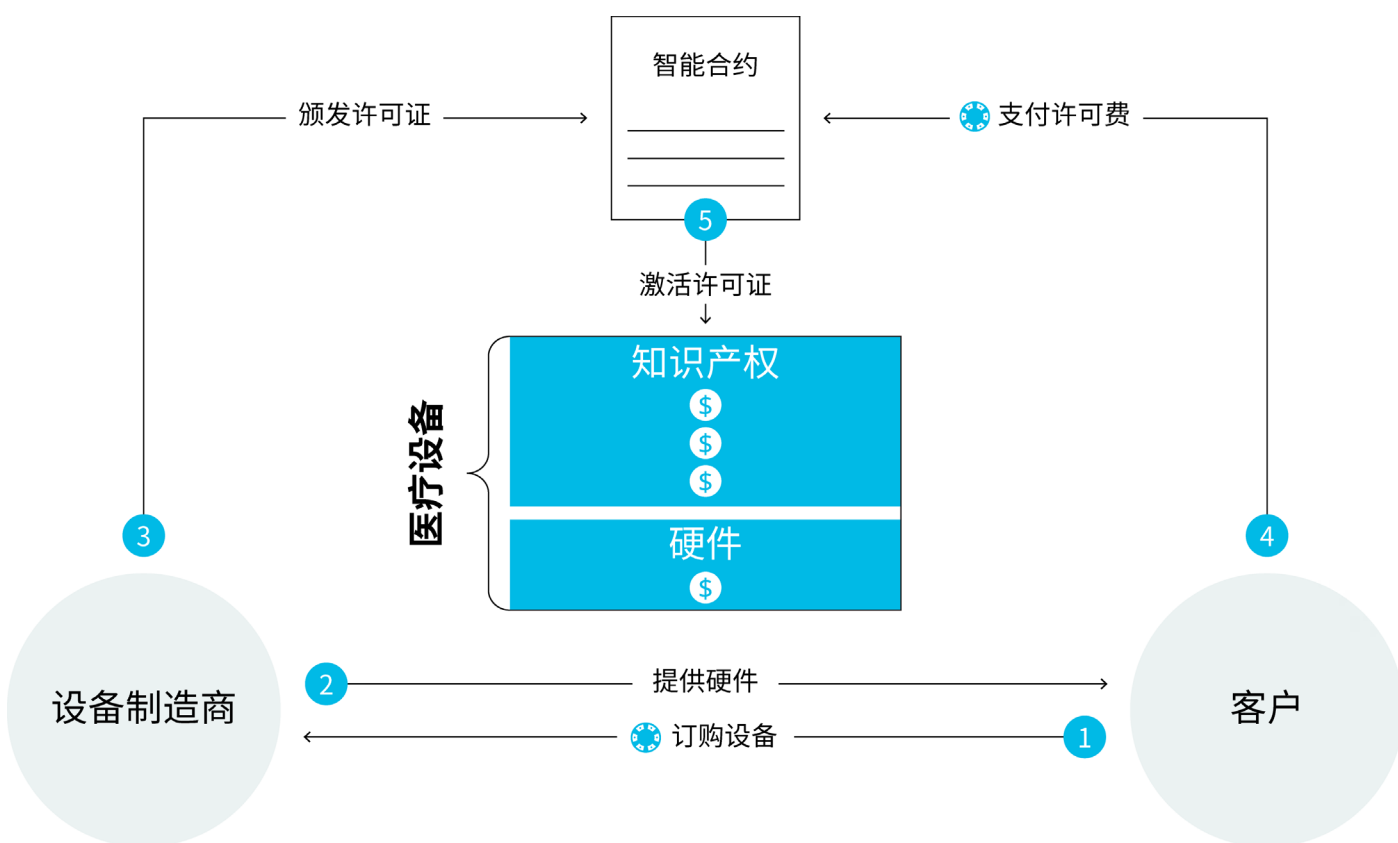 智能合约
颁发许可证
支付许可费
5
激活许可证
知识产权
$
$
$
医疗设备
硬件
$
3
4
2
提供硬件
设备制造商
客户
订购设备
1